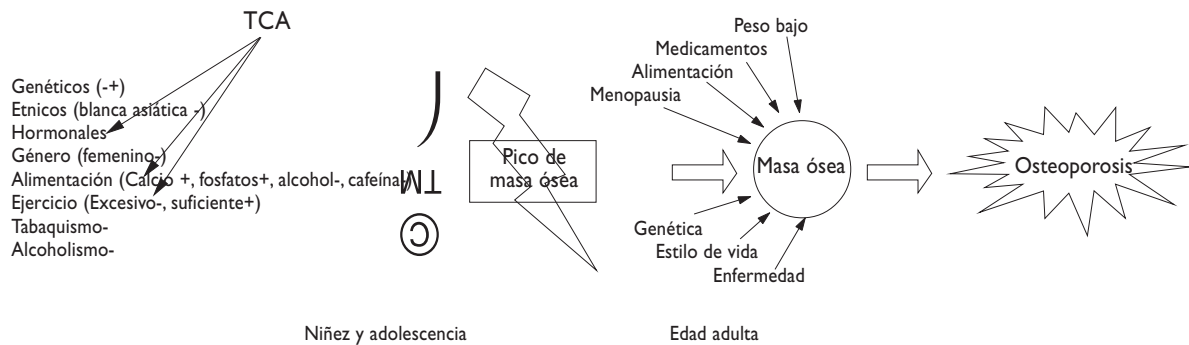 TCA
Genéticos (-+)
Etnicos (blanca asiática -)
Hormonales
Género (femenino-)
Alimentación (Calcio +, fosfatos+, alcohol-, cafeína-)
Ejercicio (Excesivo-, suficiente+)
Tabaquismo-
Alcoholismo-
Pico de
masa ósea
Peso bajo
Medicamentos
Alimentación
Menopausia
Masa ósea
Genética
Estilo de vida
Enfermedad
Osteoporosis
Niñez y adolescencia
Edad adulta